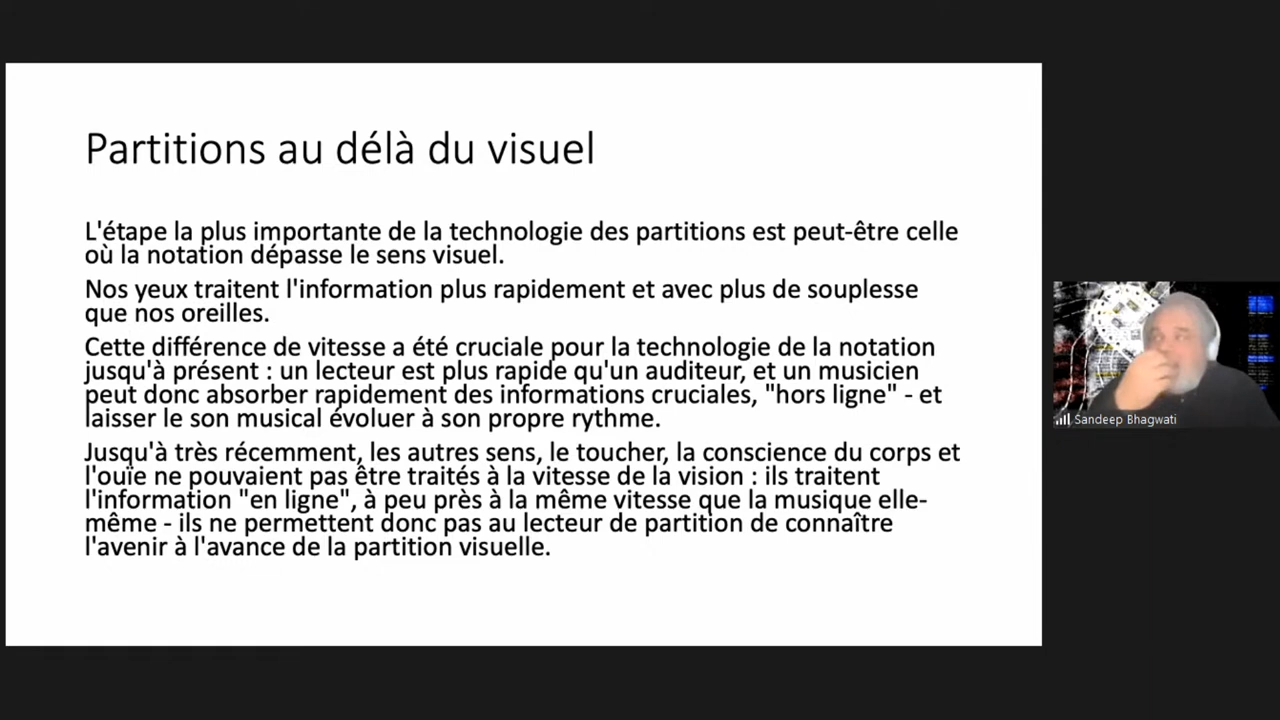 Partitions au délà du visuel
L'étape la plus importante de la technologie des partitions est peut-être celle
où la notation dépasse le sens visuel.
Nos yeux traitent l'information plus rapidement et avec plus de souplesse
que nos oreilles.
Cette différence de vitesse a été cruciale pour la technologie de la notation
jusqu'à présent : un lecteur est plus rapide qu'un auditeur, et un musicien
peut donc absorber rapidement des informations cruciales, "hors ligne" - et
laisser le son musical évoluer à son propre rythme.
Jusqu'à très récemment, les autres sens, le toucher, la conscience du corps et
l'ouïe ne pouvaient pas être traités à la vitesse de la vision : ils traitent
l'information "en ligne", à peu près à la même vitesse que la musique elle-
même - ils ne permettent donc pas au lecteur de partition de connaître
l'avenir à l'avance de la partition visuelle.
Sandeep Bhagwati